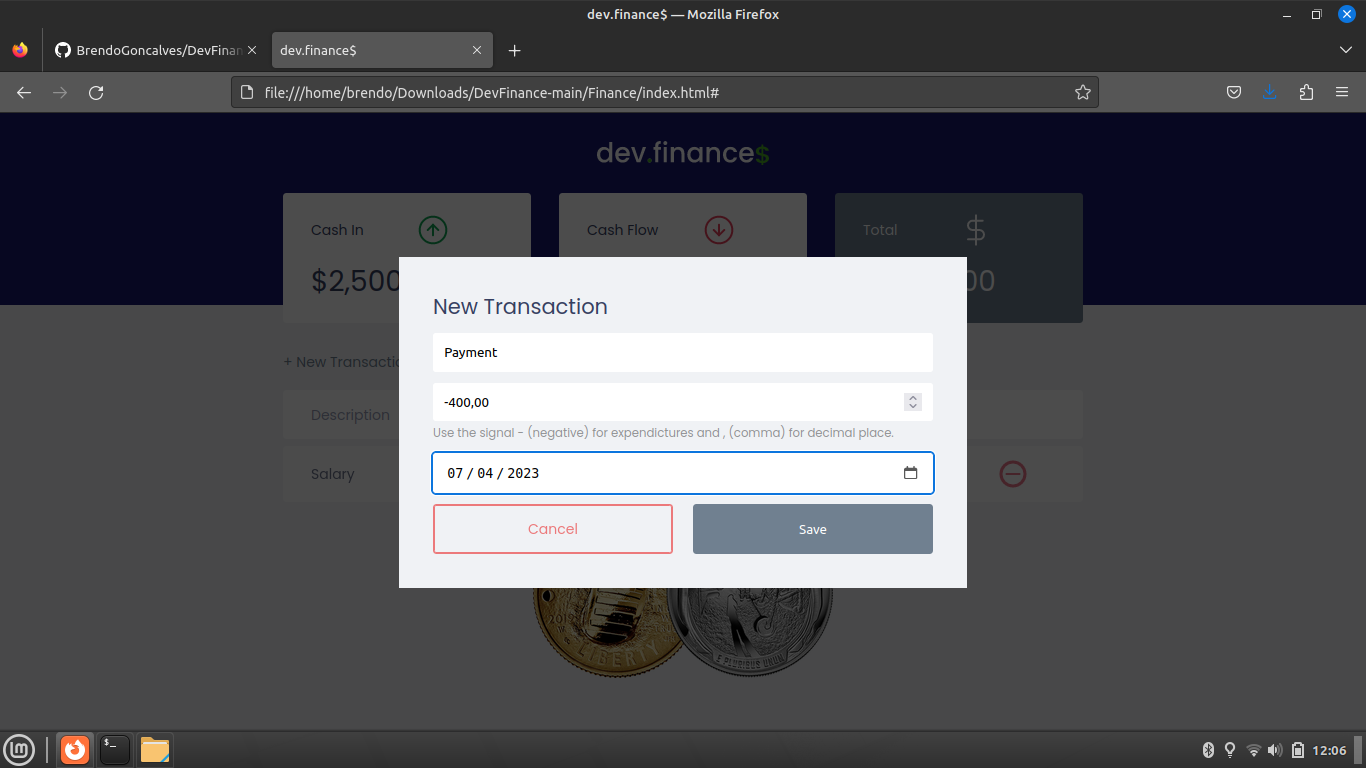 dev.finance$ — Mozilla Firefox
BrendoGoncalves/DevFinan
dev.finance$
file:///home/brendo/Downloads/DevFinance-main/Finance/index.html#
dev.finance$
Cash In
Cash Flow
Total
$
$2,500
00
New Transaction
+ New Transactio
Payment
-400,00
Description
Use the signal - (negative) for expendictures and , (comma) for decimal place.
Salary
07 / 04 / 2023
Cancel
Save
LIBERTY
E PLURIBUS UNUM
lm
$_
12:06